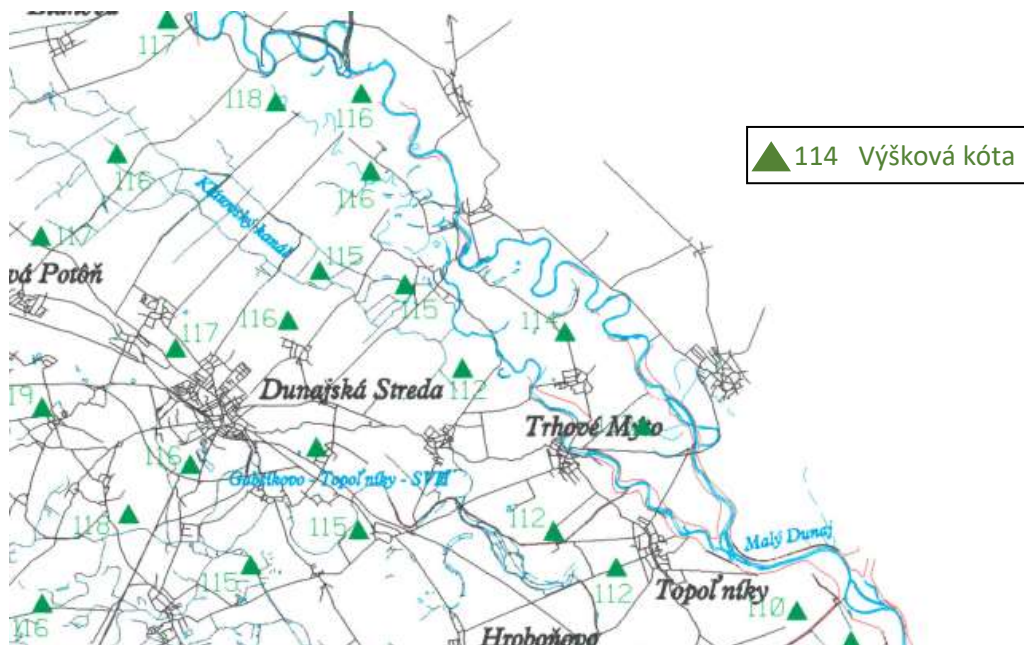 117
118
116
114 Výšková kóta
116
116
Klátovský kanál
117
115
vá Potôň
115
116
114
117
Dunajská Streda
112
19
Trhové Mýto
116
Gabčíkovo - Topoľníky - SVII
118
115
112
Malý Dunaj
115
112
Topoľníky
116
110
Hroboňovo